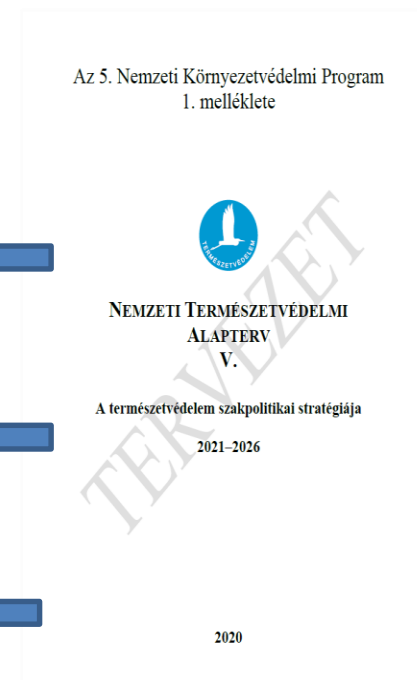 Az 5. Nemzeti Környezetvédelmi Program
1. melléklete
TERMÉSZETVÉDELEM
NEMZETI TERMÉSZETVÉDELMI
ALAPTERV
V.
A természetvédelem szakpolitikai stratégiája
2021–2026
TERVEZET
2020